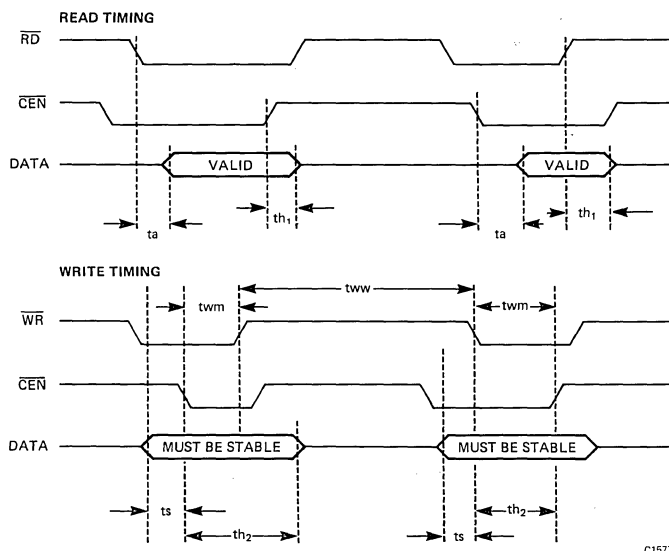 READ TIMING
RD
CEN
DATA VALID VALID
ta th1 ta th1
WRITE TIMING
twm tww twm
WR
CEN
DATA MUST BE STABLE MUST BE STABLE
ts th2 ts th2